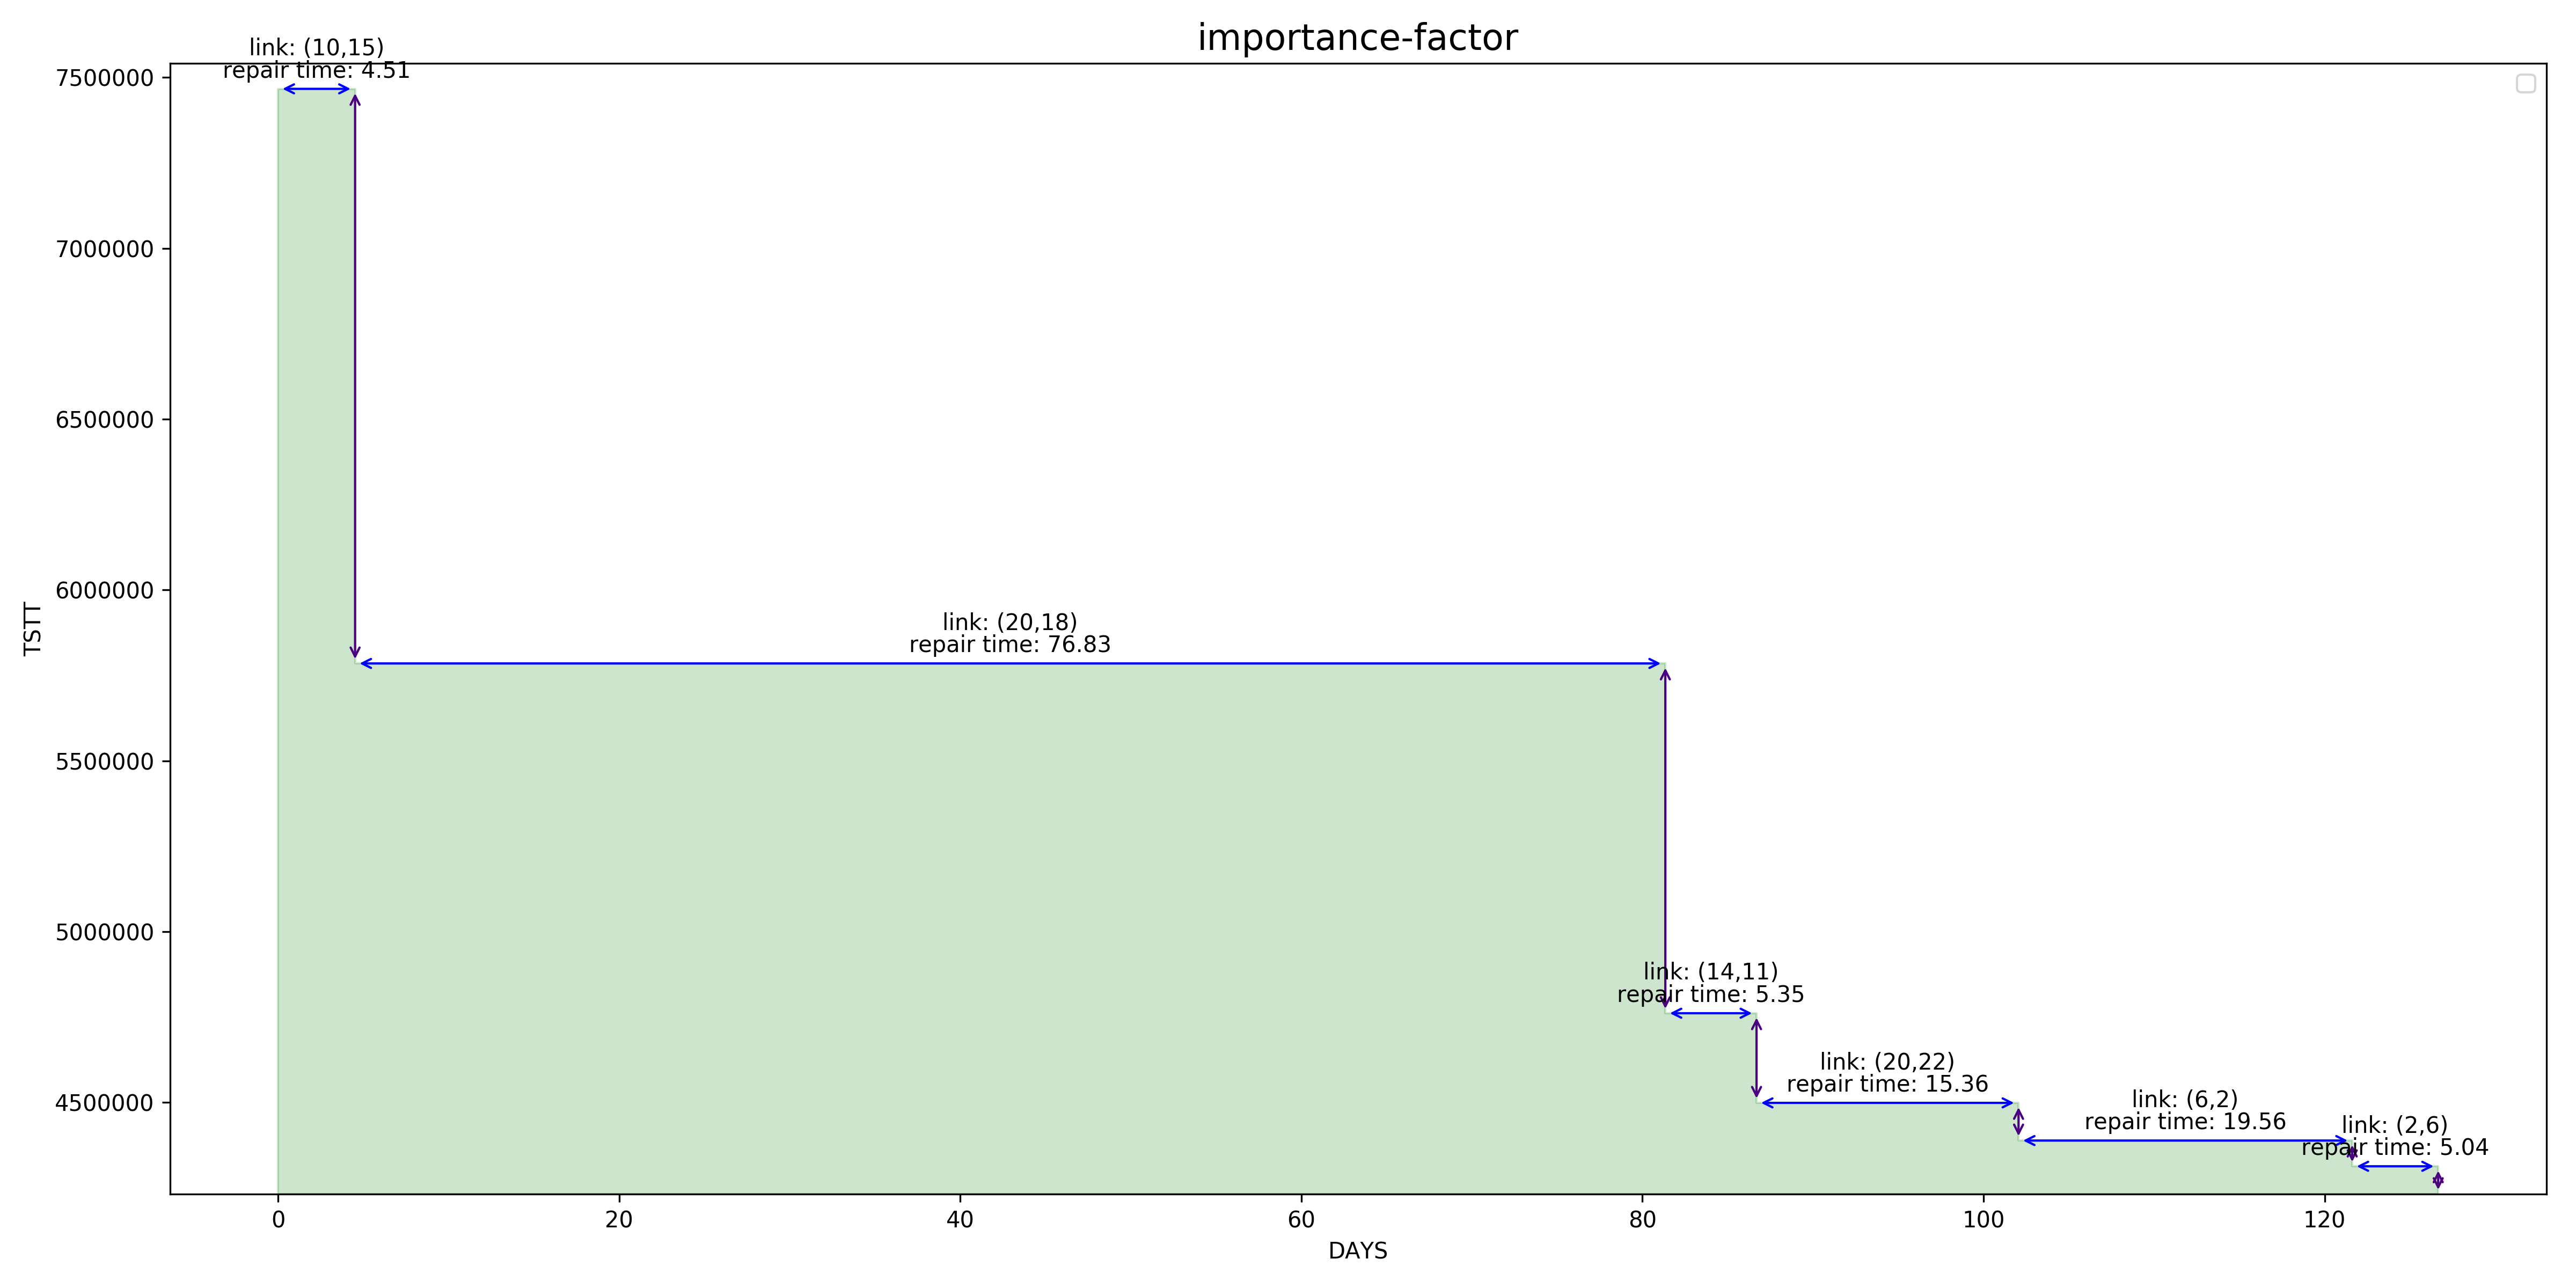 importance-factor
link: (10,15)
repair time: 4.51
7500000
7000000
6500000
6000000
5500000
5000000
4500000
TSTT
link: (20,18)
repair time: 76.83
link: (14,11)
repair time: 5.35
link: (20,22)
repair time: 15.36
link: (6,2)
repair time: 19.56
link: (2,6)
repair time: 5.04
0 20 40 60 80 100 120
DAYS